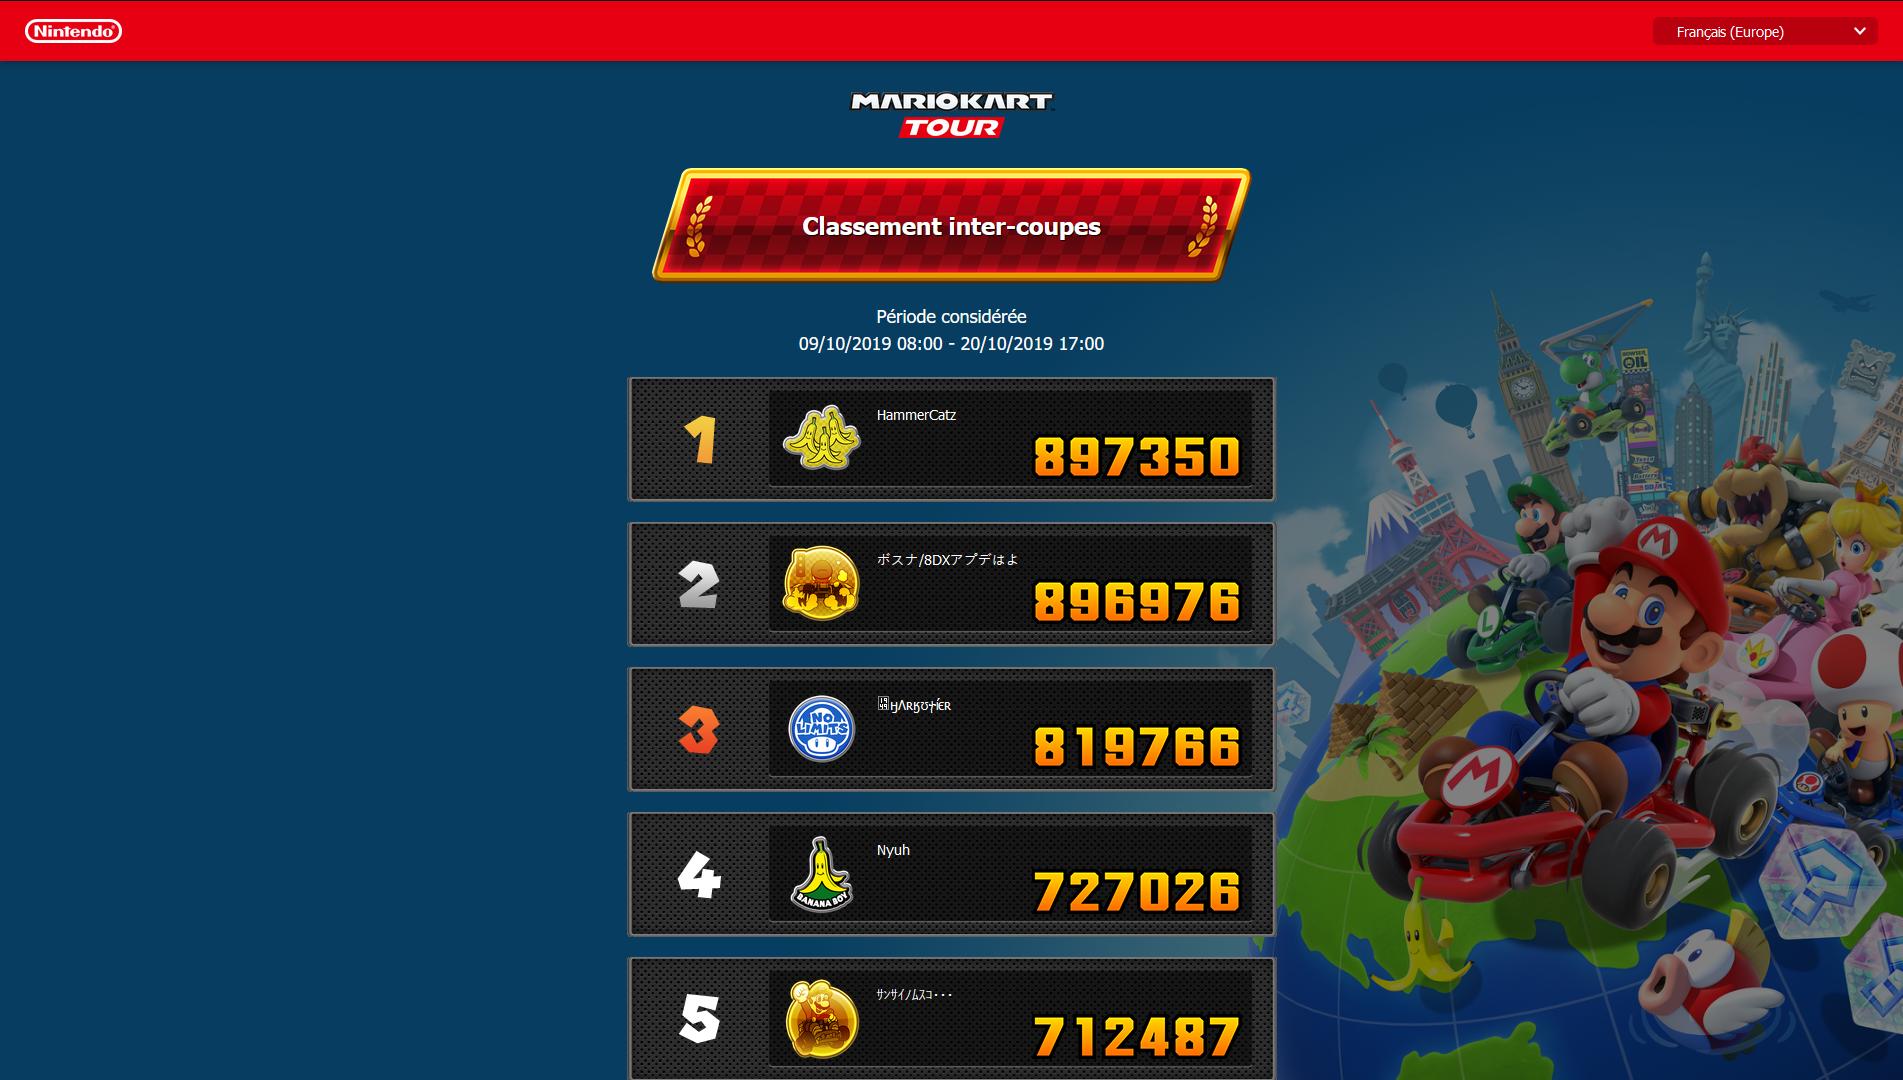 Nintendo
Français (Europe)
MARIOKART
TOUR
Classement inter-coupes
Période considérée
09/10/2019 08:00 - 20/10/2019 17:00
1
HammerCatz
897350
2
ボスナ/8DXアプデはよ
896976
3
NO
LIMITS
819766
4
BANANA BOY
Nyuh
727026
5
ｻﾝｻｲﾉﾑｽｺ･･･
712487
BOWSER
OIL
L
M
M